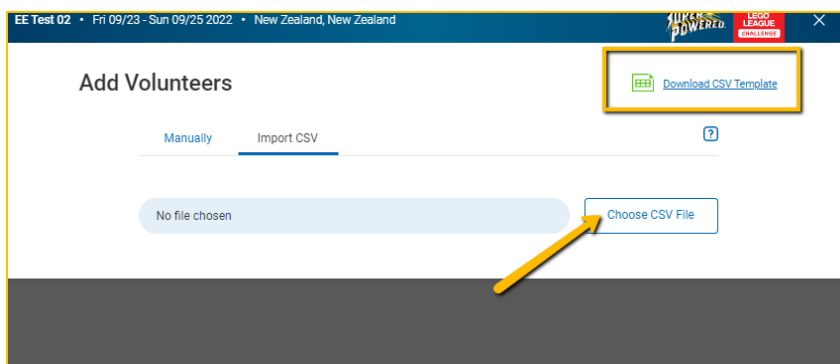 EE Test 02 • Fri 09/23 - Sun 09/25 2022 • New Zealand, New Zealand
SUPER
POWERED
LEGO
LEAGUE
CHALLENGE
Add Volunteers
Download CSV Template
Manually
Import CSV
?
No file chosen
Choose CSV File